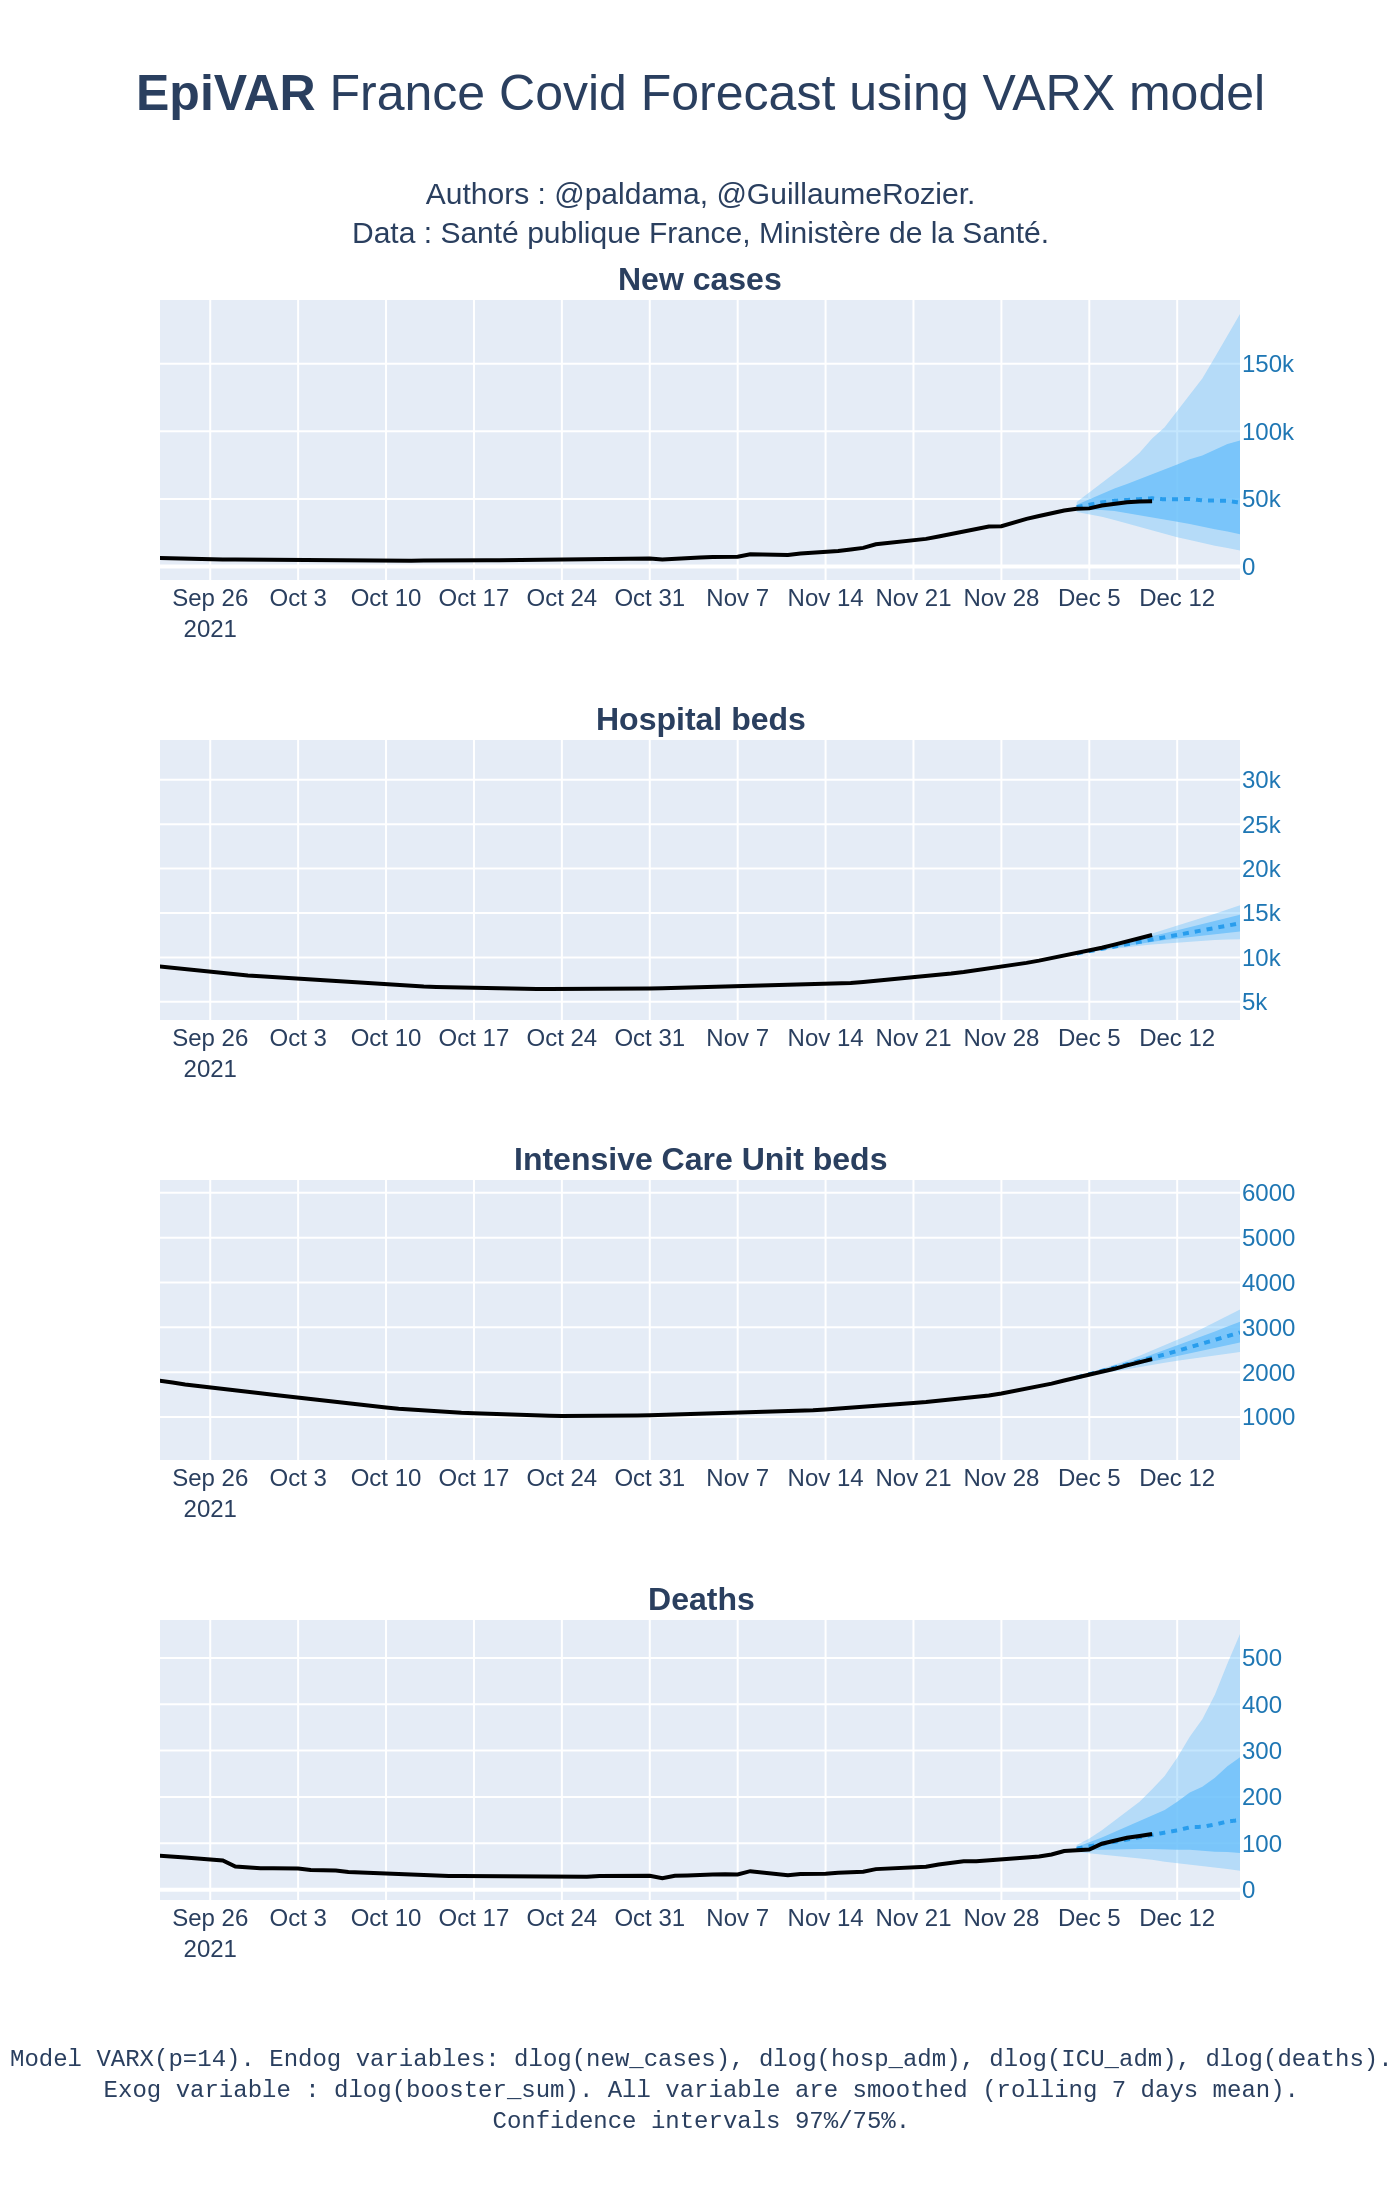 EpiVAR France Covid Forecast using VARX model
Authors : @paldama, @GuillaumeRozier.
Data : Santé publique France, Ministère de la Santé.
New cases
150k
100k
50k
0
Sep 26 Oct 3 Oct 10 Oct 17 Oct 24 Oct 31 Nov 7 Nov 14 Nov 21 Nov 28 Dec 5 Dec 12
2021
Hospital beds
30k
25k
20k
15k
10k
5k
Sep 26 Oct 3 Oct 10 Oct 17 Oct 24 Oct 31 Nov 7 Nov 14 Nov 21 Nov 28 Dec 5 Dec 12
2021
Intensive Care Unit beds
6000
5000
4000
3000
2000
1000
Sep 26 Oct 3 Oct 10 Oct 17 Oct 24 Oct 31 Nov 7 Nov 14 Nov 21 Nov 28 Dec 5 Dec 12
2021
Deaths
500
400
300
200
100
0
Sep 26 Oct 3 Oct 10 Oct 17 Oct 24 Oct 31 Nov 7 Nov 14 Nov 21 Nov 28 Dec 5 Dec 12
2021
Model VARX(p=14). Endog variables: dlog(new_cases), dlog(hosp_adm), dlog(ICU_adm), dlog(deaths).
Exog variable : dlog(booster_sum). All variable are smoothed (rolling 7 days mean).
Confidence intervals 97%/75%.